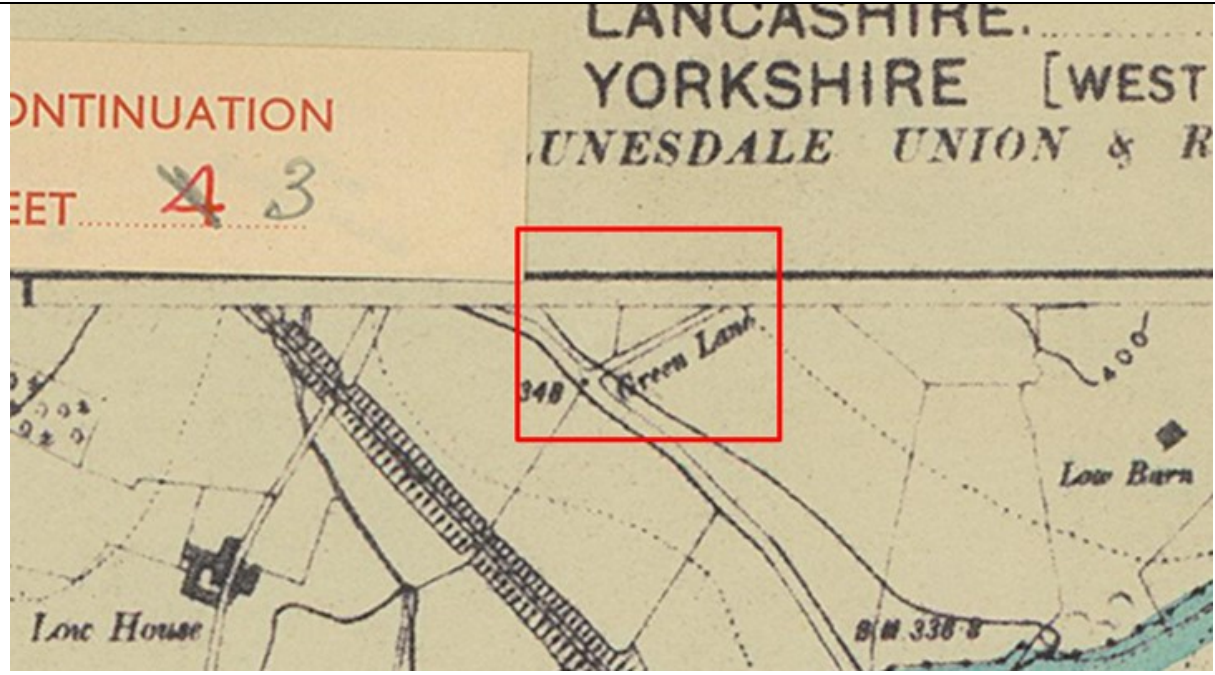 LANCASHIRE.
YORKSHIRE [WEST
UNESDALE UNION & R
ONTINUATION
EET 4 3
348
Green Lane
400
Low Barn
Low House
B M 338·8